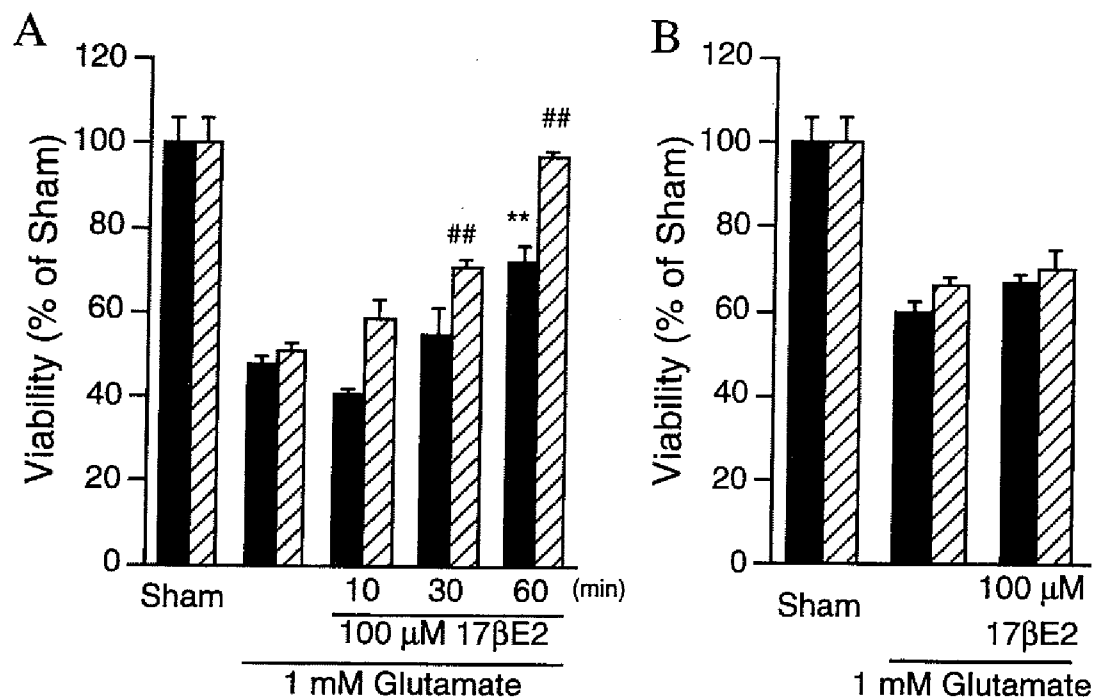 A
Viability (% of Sham)
120
100
80
60
40
20
0
##
##
**
Sham
10 30 60 (min)
100 μM 17βE2
1 mM Glutamate
B
Viability (% of Sham)
120
100
80
60
40
20
0
Sham
100 μM
17βE2
1 mM Glutamate